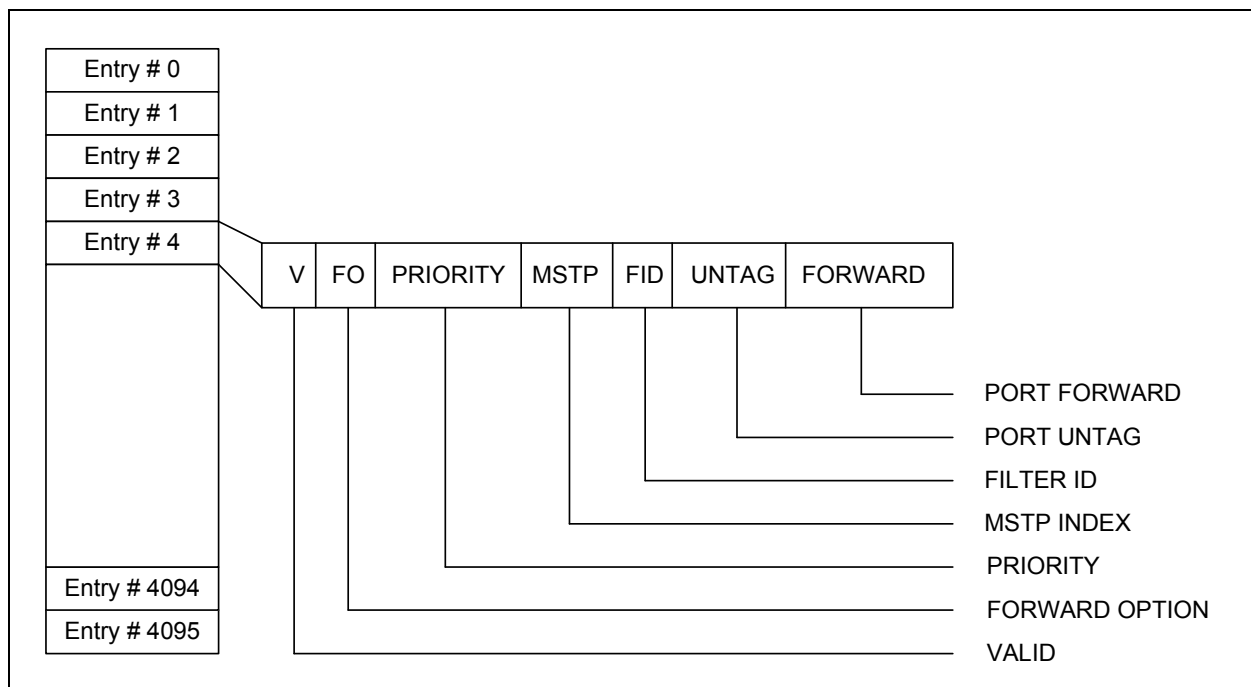 Entry # 0
Entry # 1
Entry # 2
Entry # 3
Entry # 4
V FO PRIORITY MSTP FID UNTAG FORWARD
PORT FORWARD
PORT UNTAG
FILTER ID
MSTP INDEX
PRIORITY
FORWARD OPTION
VALID
Entry # 4094
Entry # 4095